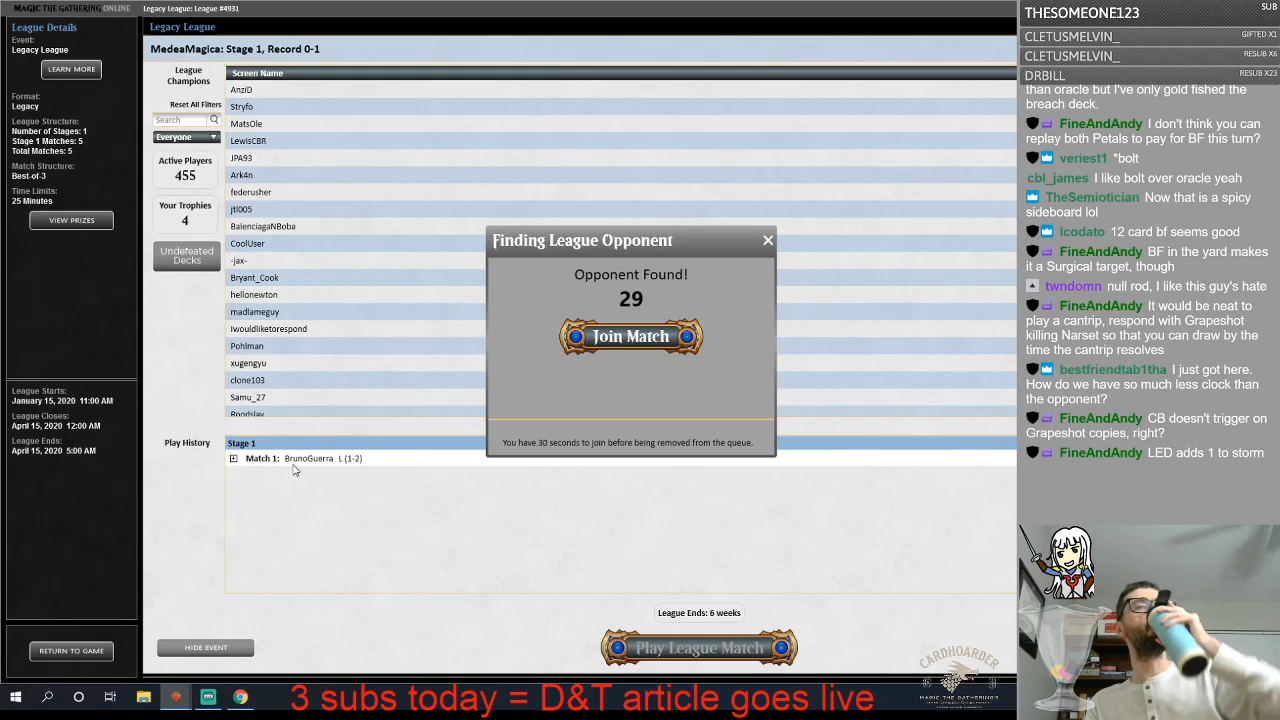 MAGIC THE GATHERING ONLINE
Legacy League: League #4931
League Details
Event:
Legacy League
LEARN MORE
Format:
Legacy
League Structure:
Number of Stages: 1
Stage 1 Matches: 5
Total Matches: 5
Match Structure:
Best-of-3
Time Limits:
25 Minutes
VIEW PRIZES
League Starts:
January 15, 2020 11:00 AM
League Closes:
April 15, 2020 12:00 AM
League Ends:
April 15, 2020 5:00 AM
RETURN TO GAME
Legacy League
MedeaMagica: Stage 1, Record 0-1
League
Champions
Reset All Filters
Search
Everyone
Active Players
455
Your Trophies
4
Undefeated
Decks
Screen Name
AnziD
Stryfo
MatsOle
LewisCBR
JPA93
Ark4n
federusher
jtl005
BalenciagaNBoba
CoolUser
-jax-
Bryant_Cook
hellonewton
madlameguy
Iwouldliketorespond
Pohlman
xugengyu
clone103
Samu_27
Finding League Opponent
Opponent Found!
29
Join Match
You have 30 seconds to join before being removed from the queue.
Play History
Stage 1
Match 1: BrunoGuerra L (1-2)
League Ends: 6 weeks
HIDE EVENT
Play League Match
CARDHOARDER
MAGIC THE GATHERING'S
3 subs today = D&T article goes live
THESOMEONE123 SUB
CLETUSMELVIN_ GIFTED X1
CLETUSMELVIN_ RESUB X6
DRBILL RESUB X23
than oracle but I've only gold fished the
breach deck.
FineAndAndy I don't think you can
replay both Petals to pay for BF this turn?
veriest1 *bolt
cbl_james I like bolt over oracle yeah
TheSemiotician Now that is a spicy
sideboard lol
lcodato 12 card bf seems good
FineAndAndy BF in the yard makes
it a Surgical target, though
twndomn null rod, I like this guy's hate
FineAndAndy It would be neat to
play a cantrip, respond with Grapeshot
killing Narset so that you can draw by the
time the cantrip resolves
bestfriendtab1tha I just got here.
How do we have so much less clock than
the opponent?
FineAndAndy CB doesn't trigger on
Grapeshot copies, right?
FineAndAndy LED adds 1 to storm